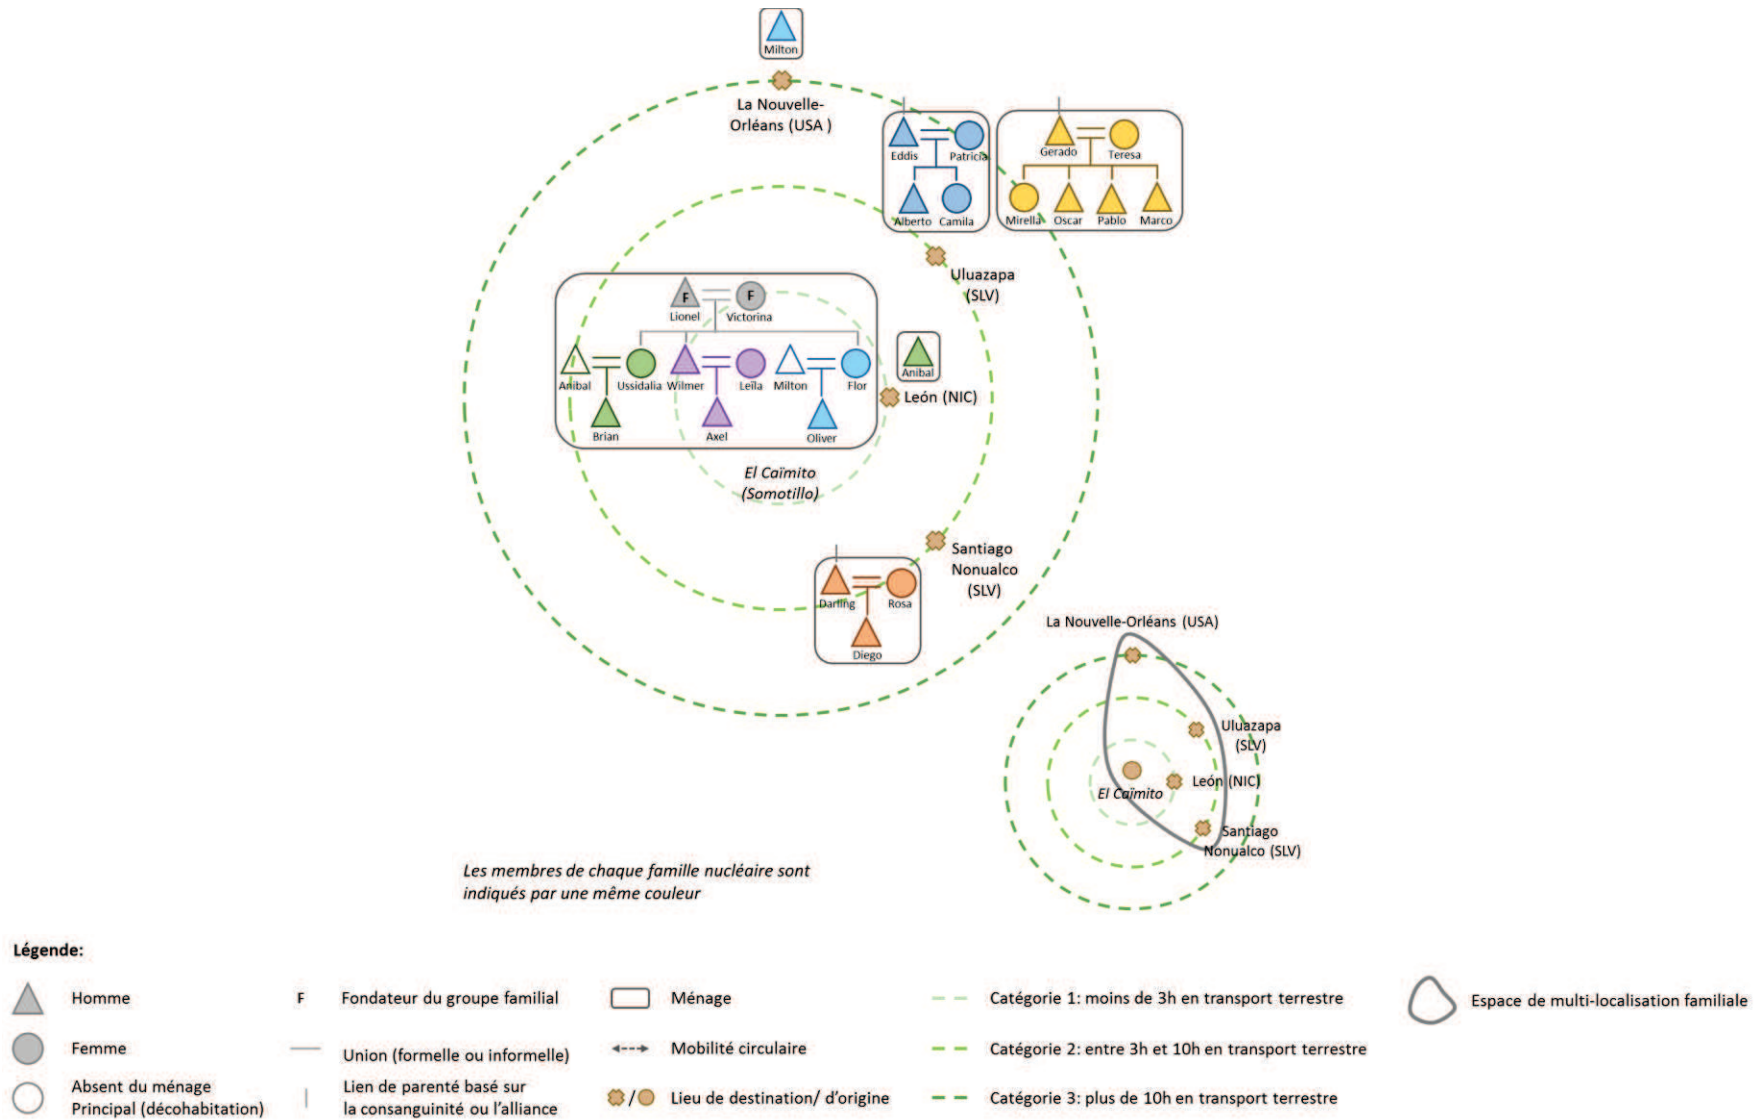 Milton
La Nouvelle-
Orléans (USA )
Eddis
Patricia
Alberto
Camila
Gerado
Teresa
Mirella
Oscar
Pablo
Marco
Uluazapa
(SLV)
F
F
Lionel
Victorina
Anibal
Ussidalia
Wilmer
Leïla
Milton
Flor
Brian
Axel
Oliver
Anibal
León (NIC)
El Caïmito
(Somotillo)
Santiago
Nonualco
(SLV)
Darling
Rosa
Diego
La Nouvelle-Orléans (USA)
Uluazapa
(SLV)
León (NIC)
El Caïmito
Santiago
Nonualco (SLV)
Les membres de chaque famille nucléaire sont
indiqués par une même couleur
Légende:
Homme
Femme
Absent du ménage
Principal (décohabitation)
F
Fondateur du groupe familial
Union (formelle ou informelle)
Lien de parenté basé sur
la consanguinité ou l'alliance
Ménage
Mobilité circulaire
/
Lieu de destination/ d'origine
Catégorie 1: moins de 3h en transport terrestre
Catégorie 2: entre 3h et 10h en transport terrestre
Catégorie 3: plus de 10h en transport terrestre
Espace de multi-localisation familiale